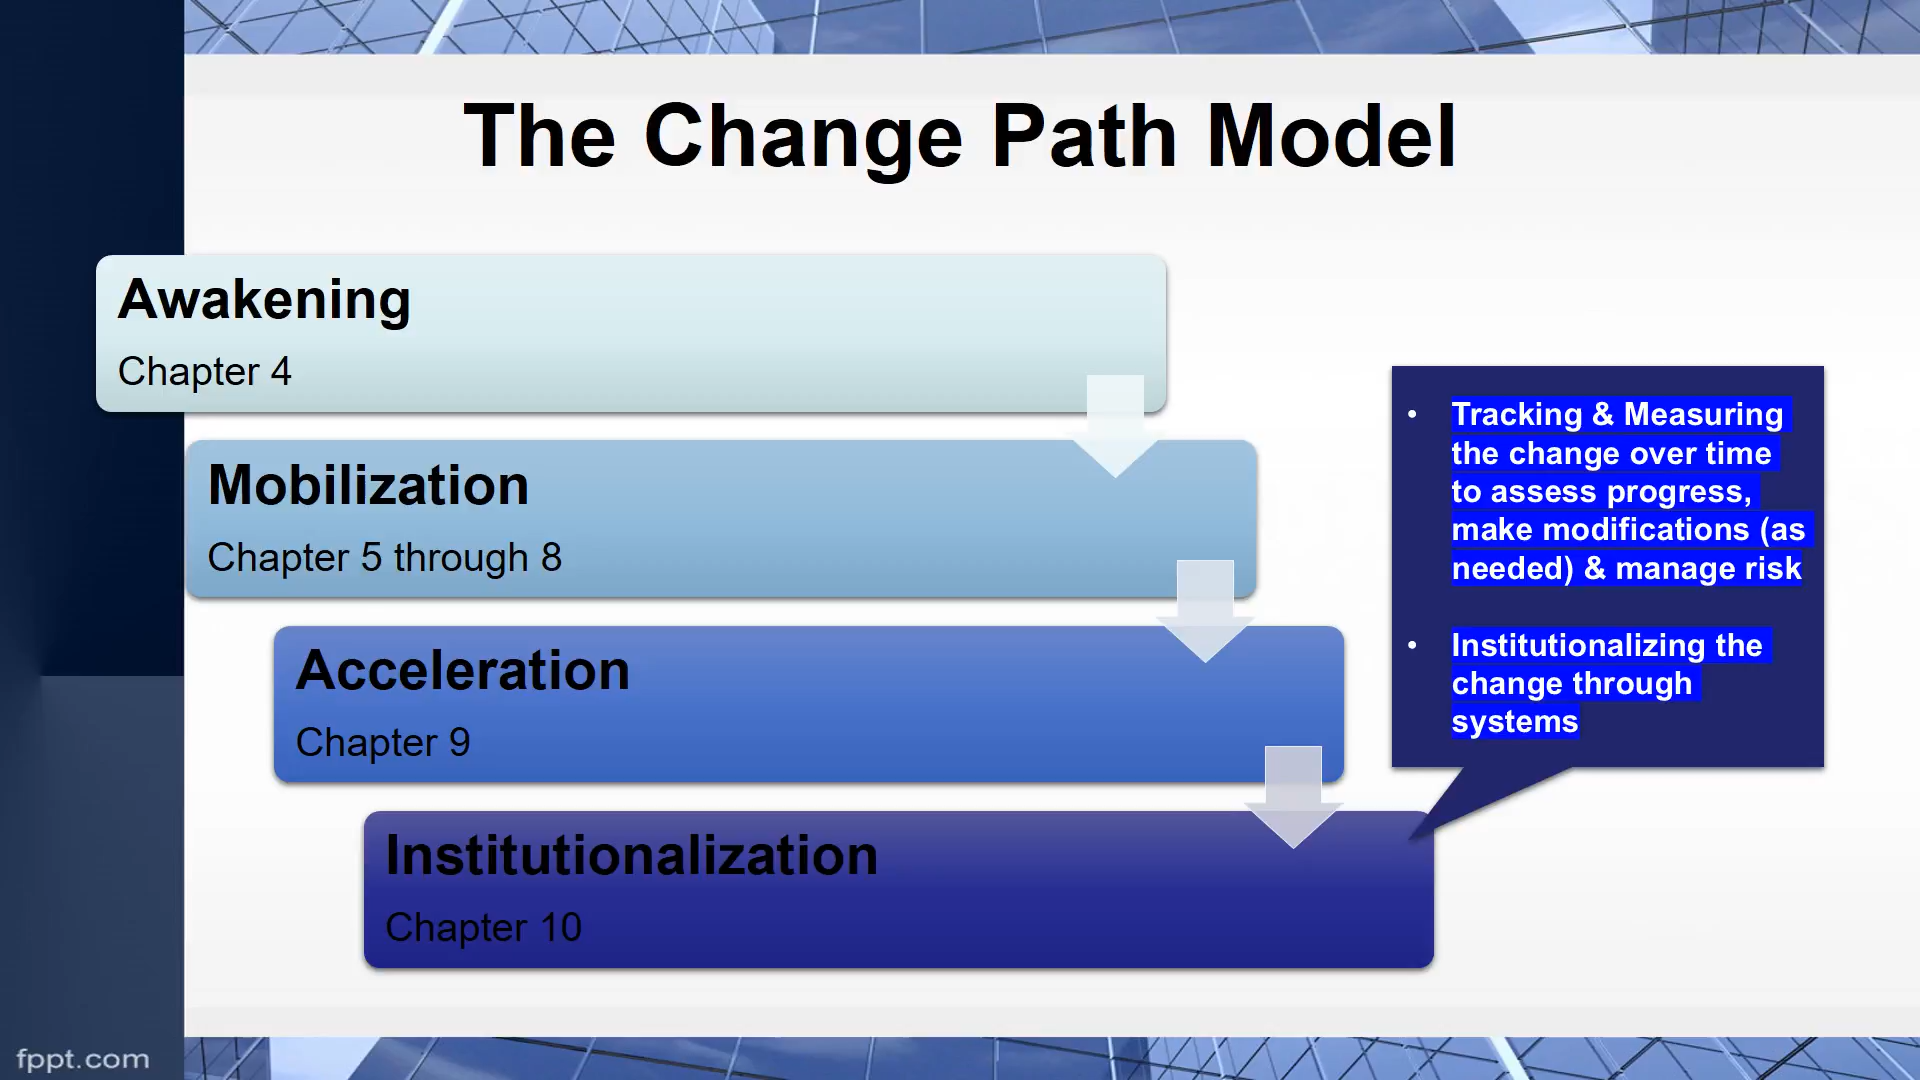 The Change Path Model
Awakening
Chapter 4
Mobilization
Chapter 5 through 8
Acceleration
Chapter 9
Institutionalization
Chapter 10
• Tracking & Measuring
the change over time
to assess progress,
make modifications (as
needed) & manage risk
• Institutionalizing the
change through
systems
fppt.com